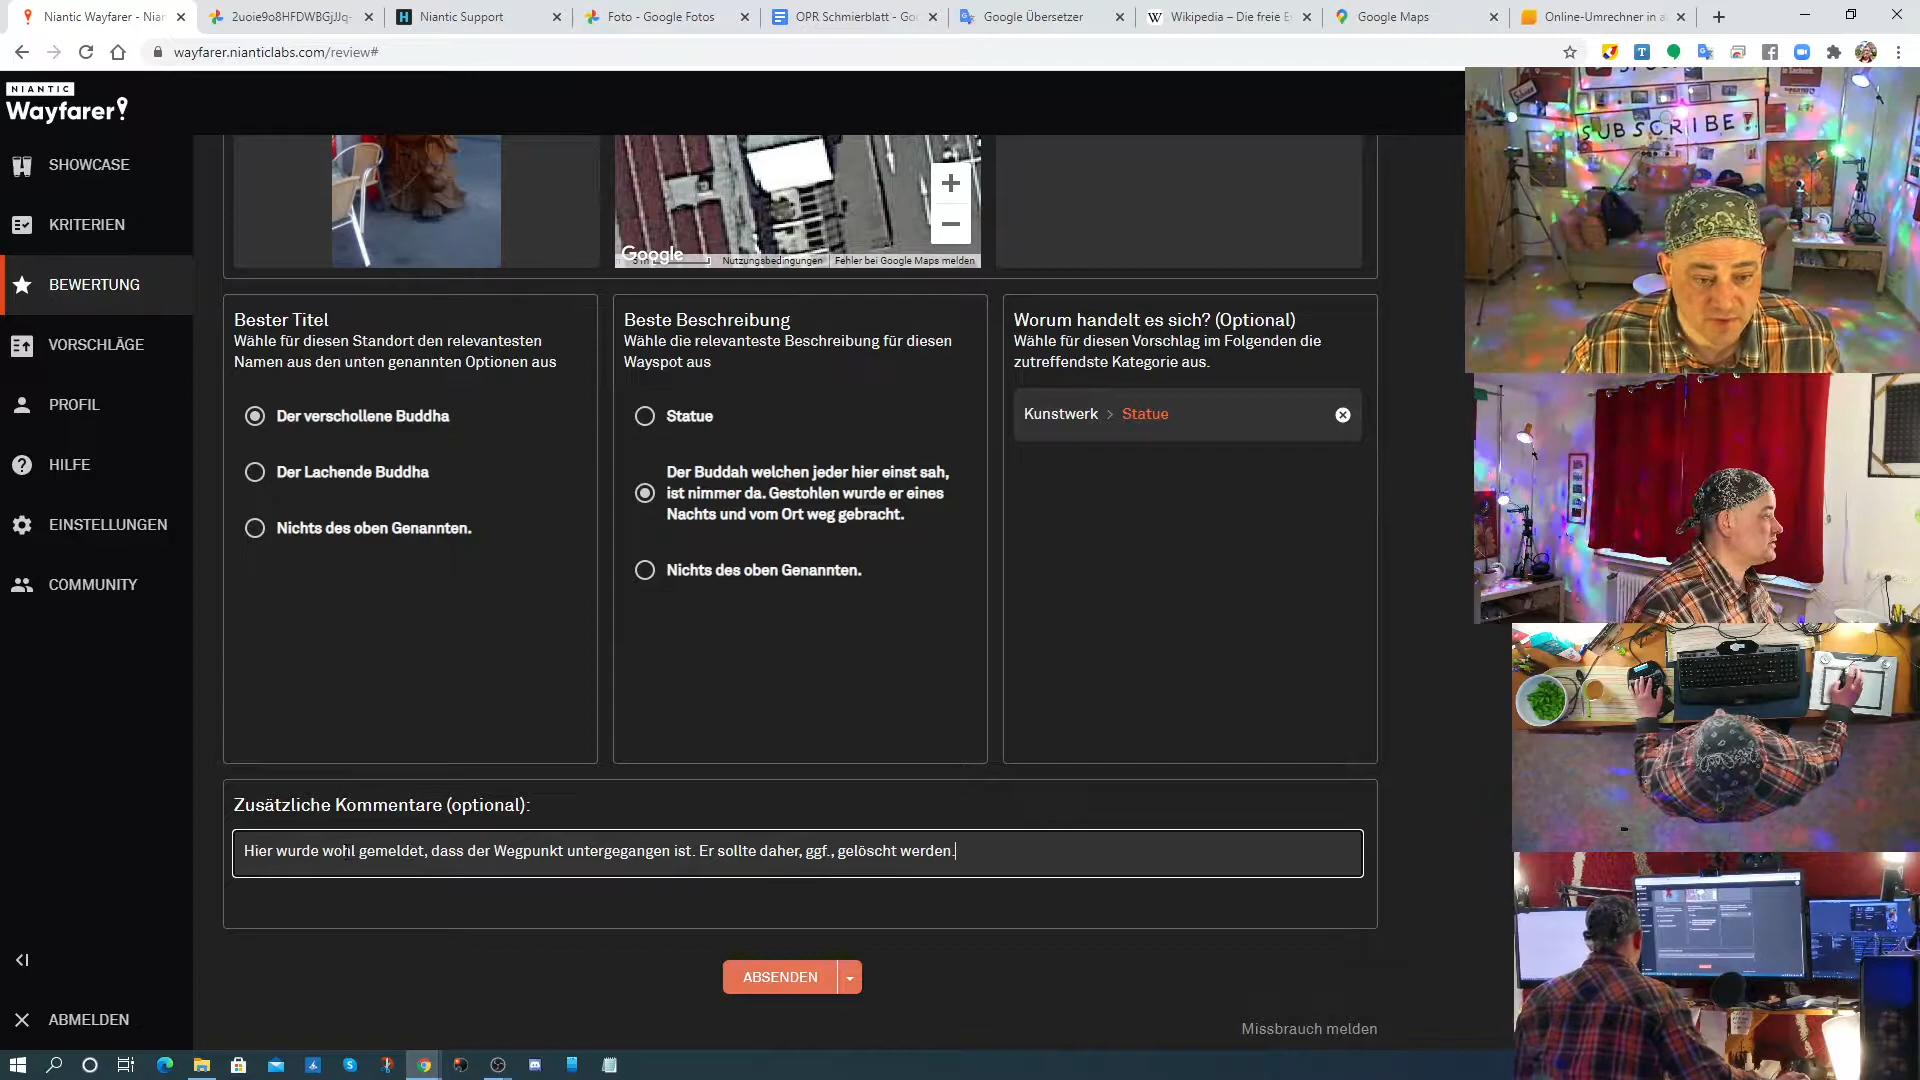 Niantic Wayfarer - Nian
2uoie9o8HFDWBGjJJq-
Niantic Support
Foto - Google Fotos
OPR Schmierblatt - Go
Google Übersetzer
Wikipedia – Die freie E
Google Maps
Online-Umrechner in a
wayfarer.nianticlabs.com/review#
NIANTIC
Wayfarer
SHOWCASE
KRITERIEN
BEWERTUNG
VORSCHLÄGE
PROFIL
HILFE
EINSTELLUNGEN
COMMUNITY
ABMELDEN
Google
Nutzungsbedingungen
Fehler bei Google Maps melden
Bester Titel
Wähle für diesen Standort den relevantesten
Namen aus den unten genannten Optionen aus
Der verschollene Buddha
Der Lachende Buddha
Nichts des oben Genannten.
Beste Beschreibung
Wähle die relevanteste Beschreibung für diesen
Wayspot aus
Statue
Der Buddah welchen jeder hier einst sah,
ist nimmer da. Gestohlen wurde er eines
Nachts und vom Ort weg gebracht.
Nichts des oben Genannten.
Worum handelt es sich? (Optional)
Wähle für diesen Vorschlag im Folgenden die
zutreffendste Kategorie aus.
Kunstwerk > Statue
Zusätzliche Kommentare (optional):
Hier wurde wohl gemeldet, dass der Wegpunkt untergegangen ist. Er sollte daher, ggf., gelöscht werden.
ABSENDEN
Missbrauch melden
SUBSCRIBE!